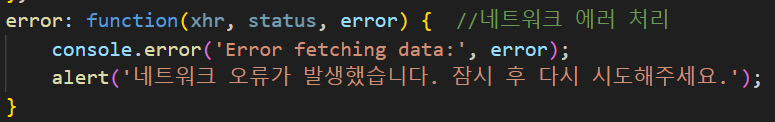 error: function(xhr, status, error) {  //네트워크 에러 처리
    console.error('Error fetching data:', error);
    alert('네트워크 오류가 발생했습니다. 잠시 후 다시 시도해주세요.');
}